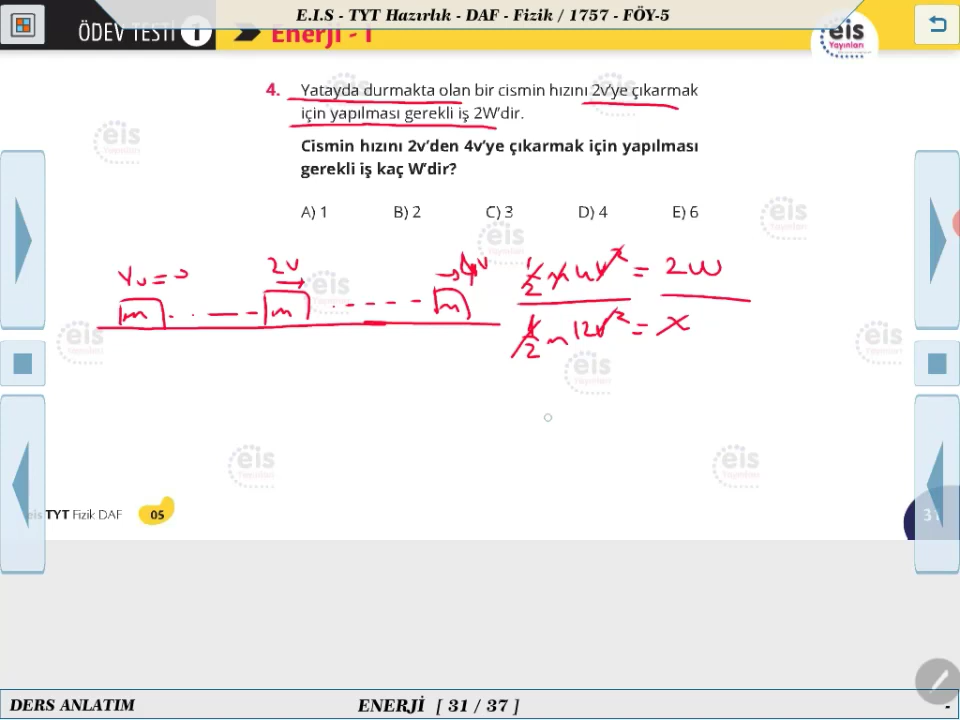 E.I.S - TYT Hazırlık - DAF - Fizik / 1757 - FÖY-5
ÖDEV TESTİ 1 Enerji - 1
eis
Yayınları
4. Yatayda durmakta olan bir cismin hızını 2v'ye çıkarmak
için yapılması gerekli iş 2W'dir.
Cismin hızını 2v'den 4v'ye çıkarmak için yapılması
gerekli iş kaç W'dir?
A) 1 B) 2 C) 3 D) 4 E) 6
V₀=0 2v 4v 1/2 m 4v² = 2W
m m m 1/2 m 12v² = x
eis TYT Fizik DAF 05 31
DERS ANLATIM ENERJİ [ 31 / 37 ] -